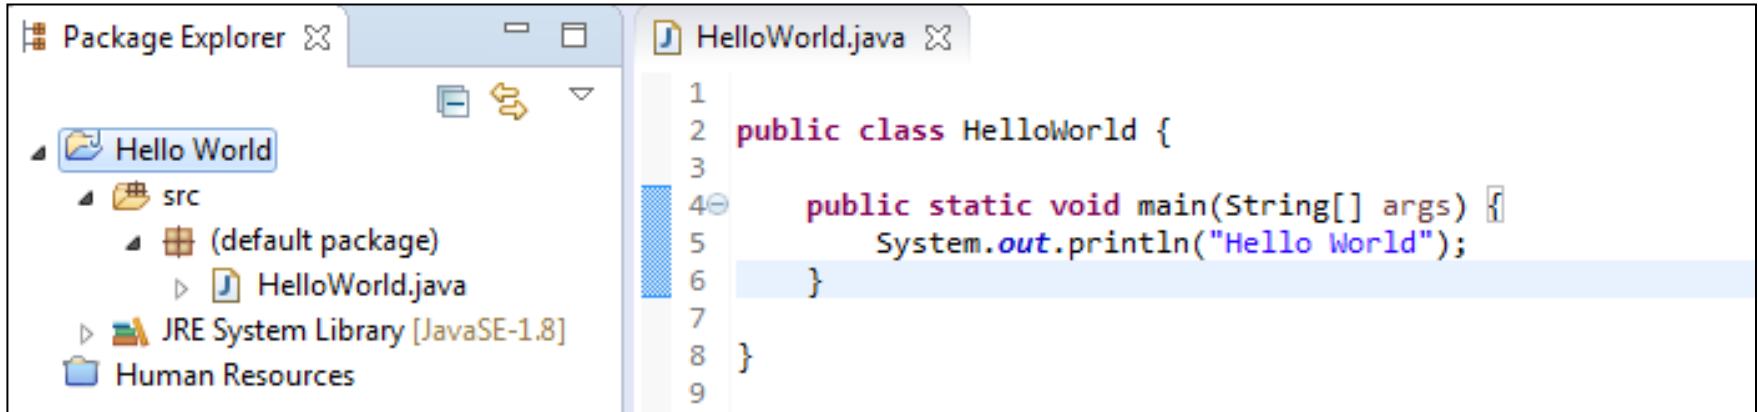 Package Explorer
Hello World
src
(default package)
HelloWorld.java
JRE System Library [JavaSE-1.8]
Human Resources
HelloWorld.java
1
2 public class HelloWorld {
3
4 public static void main(String[] args) {
5 System.out.println("Hello World");
6 }
7
8 }
9